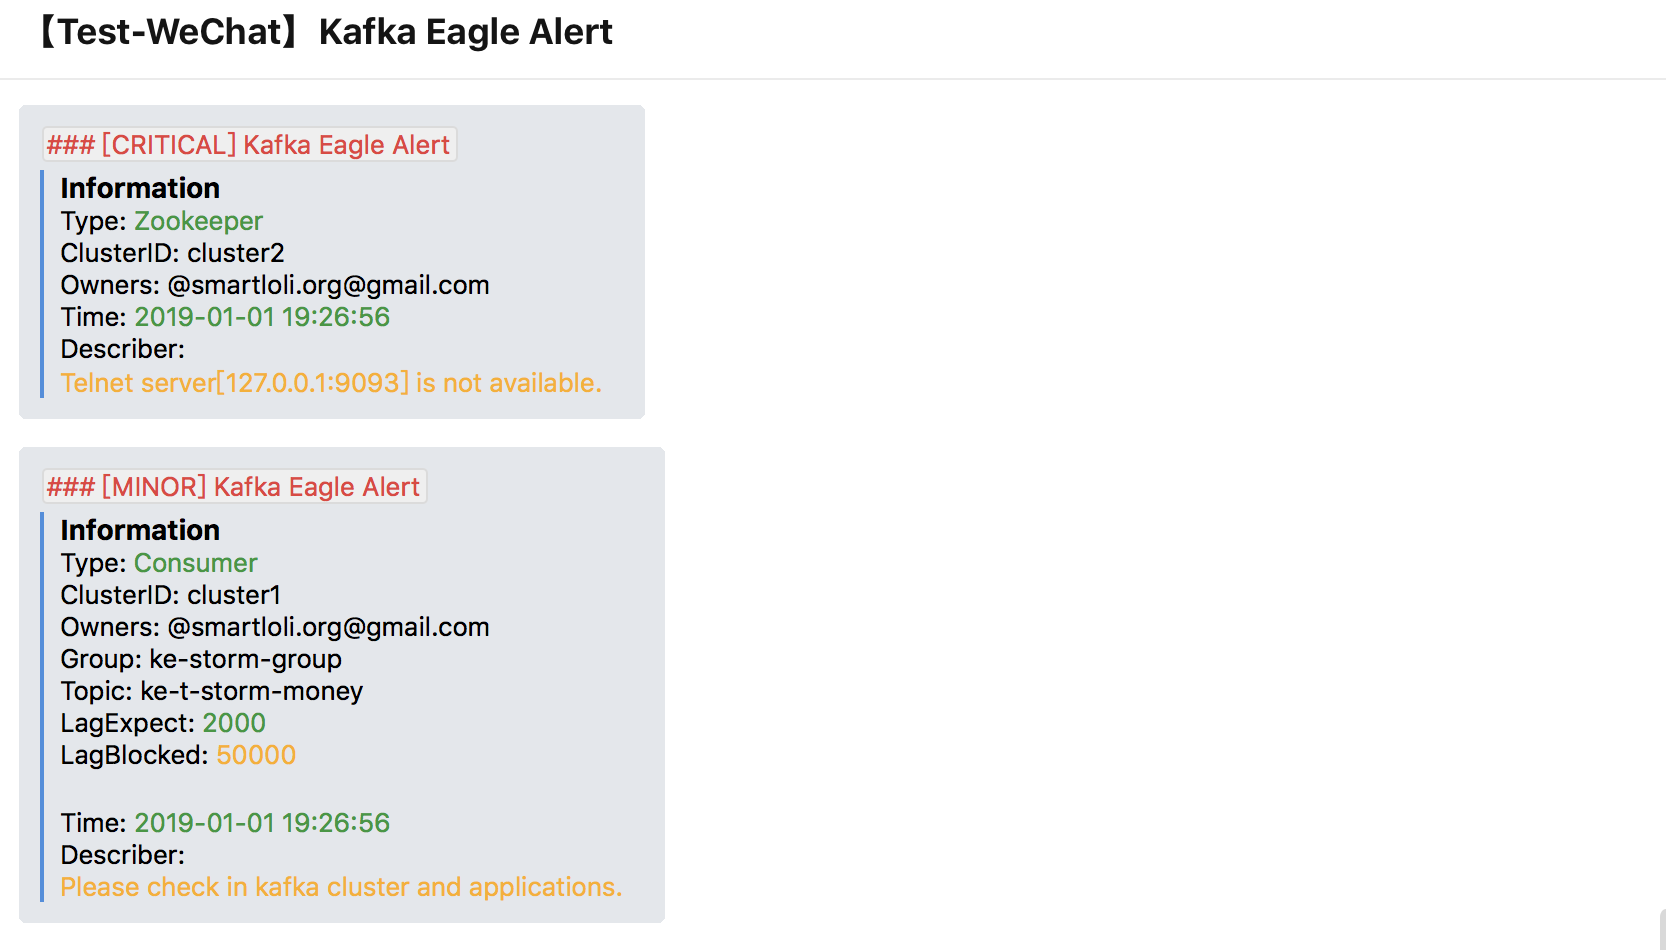 【Test-WeChat】Kafka Eagle Alert
### [CRITICAL] Kafka Eagle Alert
Information
Type: Zookeeper
ClusterID: cluster2
Owners: @smartloli.org@gmail.com
Time: 2019-01-01 19:26:56
Describer:
Telnet server[127.0.0.1:9093] is not available.
### [MINOR] Kafka Eagle Alert
Information
Type: Consumer
ClusterID: cluster1
Owners: @smartloli.org@gmail.com
Group: ke-storm-group
Topic: ke-t-storm-money
LagExpect: 2000
LagBlocked: 50000
Time: 2019-01-01 19:26:56
Describer:
Please check in kafka cluster and applications.